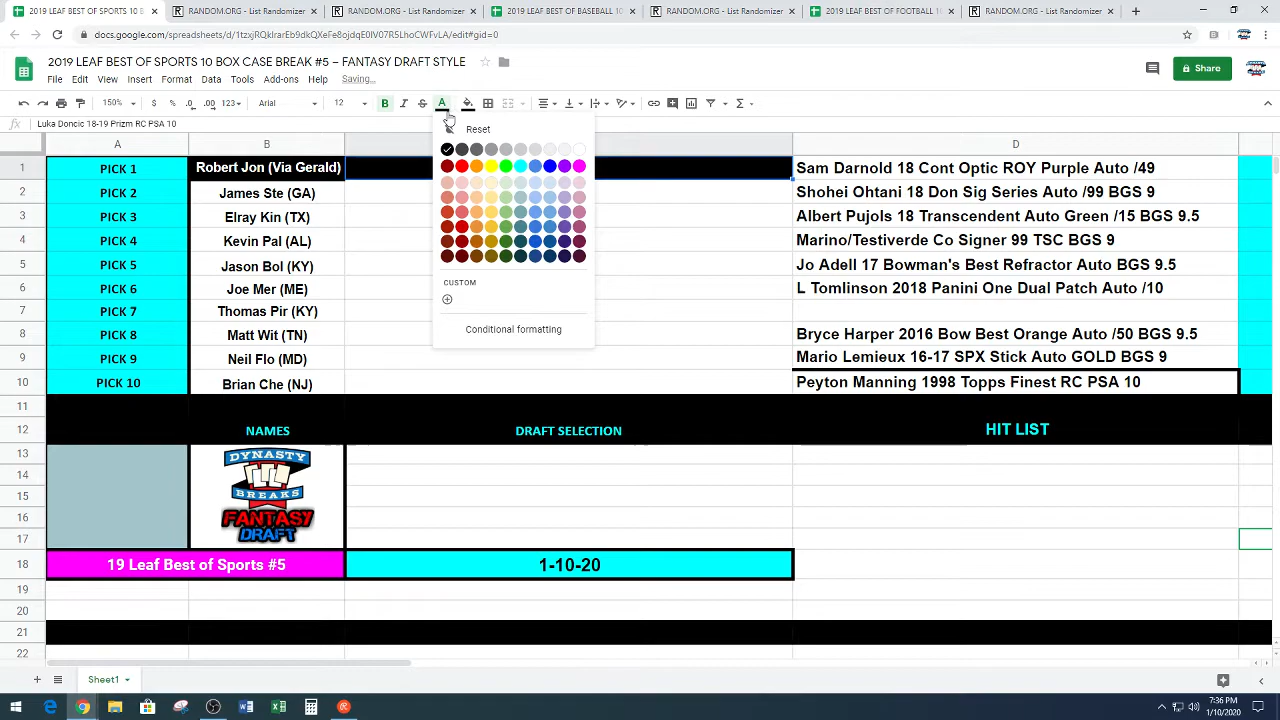 2019 LEAF BEST OF SPORTS 10 B
RANDOM.ORG - List Randomizer
RANDOM.ORG - List Randomizer
2019 LEAF BEST OF BASEBALL 10
RANDOM.ORG - List Randomizer
2019 LEAF BEST OF FOOTBALL 10
RANDOM.ORG - List Randomizer
docs.google.com/spreadsheets/d/1tzxjRQkIrarEb9dkQXeFe8ojdqE0IV07R5LhoCWFvLA/edit#gid=0
2019 LEAF BEST OF SPORTS 10 BOX CASE BREAK #5 – FANTASY DRAFT STYLE
File Edit View Insert Format Data Tools Add-ons Help Saving...
Share
150% $ % .0 .00 123 Arial 12 B I S A
fx Luka Doncic 18-19 Prizm RC PSA 10
Reset
CUSTOM
Conditional formatting
A B D
1 PICK 1 Robert Jon (Via Gerald) Sam Darnold 18 Cont Optic ROY Purple Auto /49
2 PICK 2 James Ste (GA) Shohei Ohtani 18 Don Sig Series Auto /99 BGS 9
3 PICK 3 Elray Kin (TX) Albert Pujols 18 Transcendent Auto Green /15 BGS 9.5
4 PICK 4 Kevin Pal (AL) Marino/Testiverde Co Signer 99 TSC BGS 9
5 PICK 5 Jason Bol (KY) Jo Adell 17 Bowman's Best Refractor Auto BGS 9.5
6 PICK 6 Joe Mer (ME) L Tomlinson 2018 Panini One Dual Patch Auto /10
7 PICK 7 Thomas Pir (KY)
8 PICK 8 Matt Wit (TN) Bryce Harper 2016 Bow Best Orange Auto /50 BGS 9.5
9 PICK 9 Neil Flo (MD) Mario Lemieux 16-17 SPX Stick Auto GOLD BGS 9
10 PICK 10 Brian Che (NJ) Peyton Manning 1998 Topps Finest RC PSA 10
11
12 NAMES DRAFT SELECTION HIT LIST
13
14
15
16
17
DYNASTY
BREAKS
FANTASY
DRAFT
18 19 Leaf Best of Sports #5 1-10-20
19
20
21
22
Sheet1
7:36 PM
1/10/2020